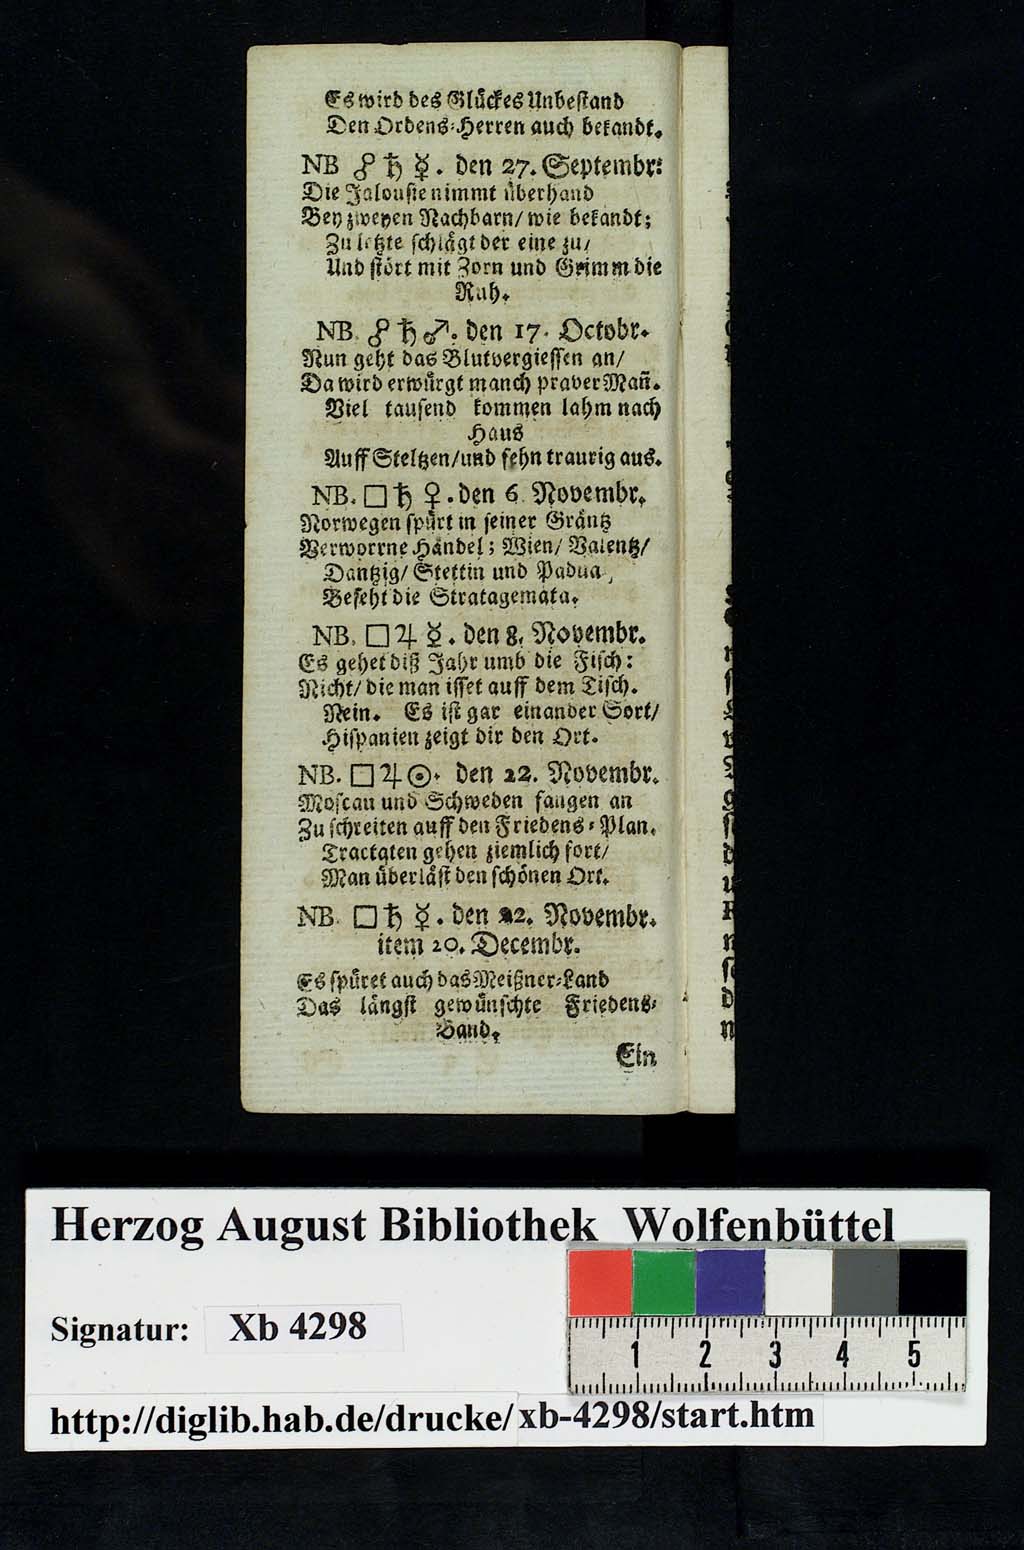 Es wird des Glückes Unbestand
Den Ordens-Herren auch bekandt.
NB ☍ ♄ ☿. den 27. Septembr:
Die Jalousie nimmt überhand
Bey zweyen Nachbarn/ wie bekandt;
Zu letzte schlägt der eine zu/
Und stört mit Zorn und Grimm die
Ruh.
NB. ☍ ♄ ♂. den 17. Octobr.
Nun geht das Blutvergiessen an/
Da wird erwürgt manch praver Man̄.
Viel tausend kommen lahm nach
Haus
Auff Steltzen/ und sehn traurig aus.
NB. □ ♄ ♀. den 6 Novembr.
Norwegen spürt in seiner Gräntz
Verworrne Händel; Wien/ Valentz/
Dantzig/ Stettin und Padua,
Beseht die Stratagemata.
NB. □ ♃ ☿. den 8. Novembr.
Es gehet diß Jahr umb die Fisch:
Nicht/ die man isset auff dem Tisch.
Nein. Es ist gar einander Sort/
Hispanien zeigt dir den Ort.
NB. □ ♃ ☉. den 12. Novembr.
Moscau und Schweden fangen an
Zu schreiten auff den Friedens-Plan.
Tractaten gehen ziemlich fort/
Man überläst den schönen Ort.
NB. □ ♄ ☿. den 22. Novembr.
item 20. Decembr.
Es spüret auch das Meißner-Land
Das längst gewünschte Friedens-
Band.
Ein
Herzog August Bibliothek Wolfenbüttel
Signatur: Xb 4298
1 2 3 4 5
http://diglib.hab.de/drucke/xb-4298/start.htm